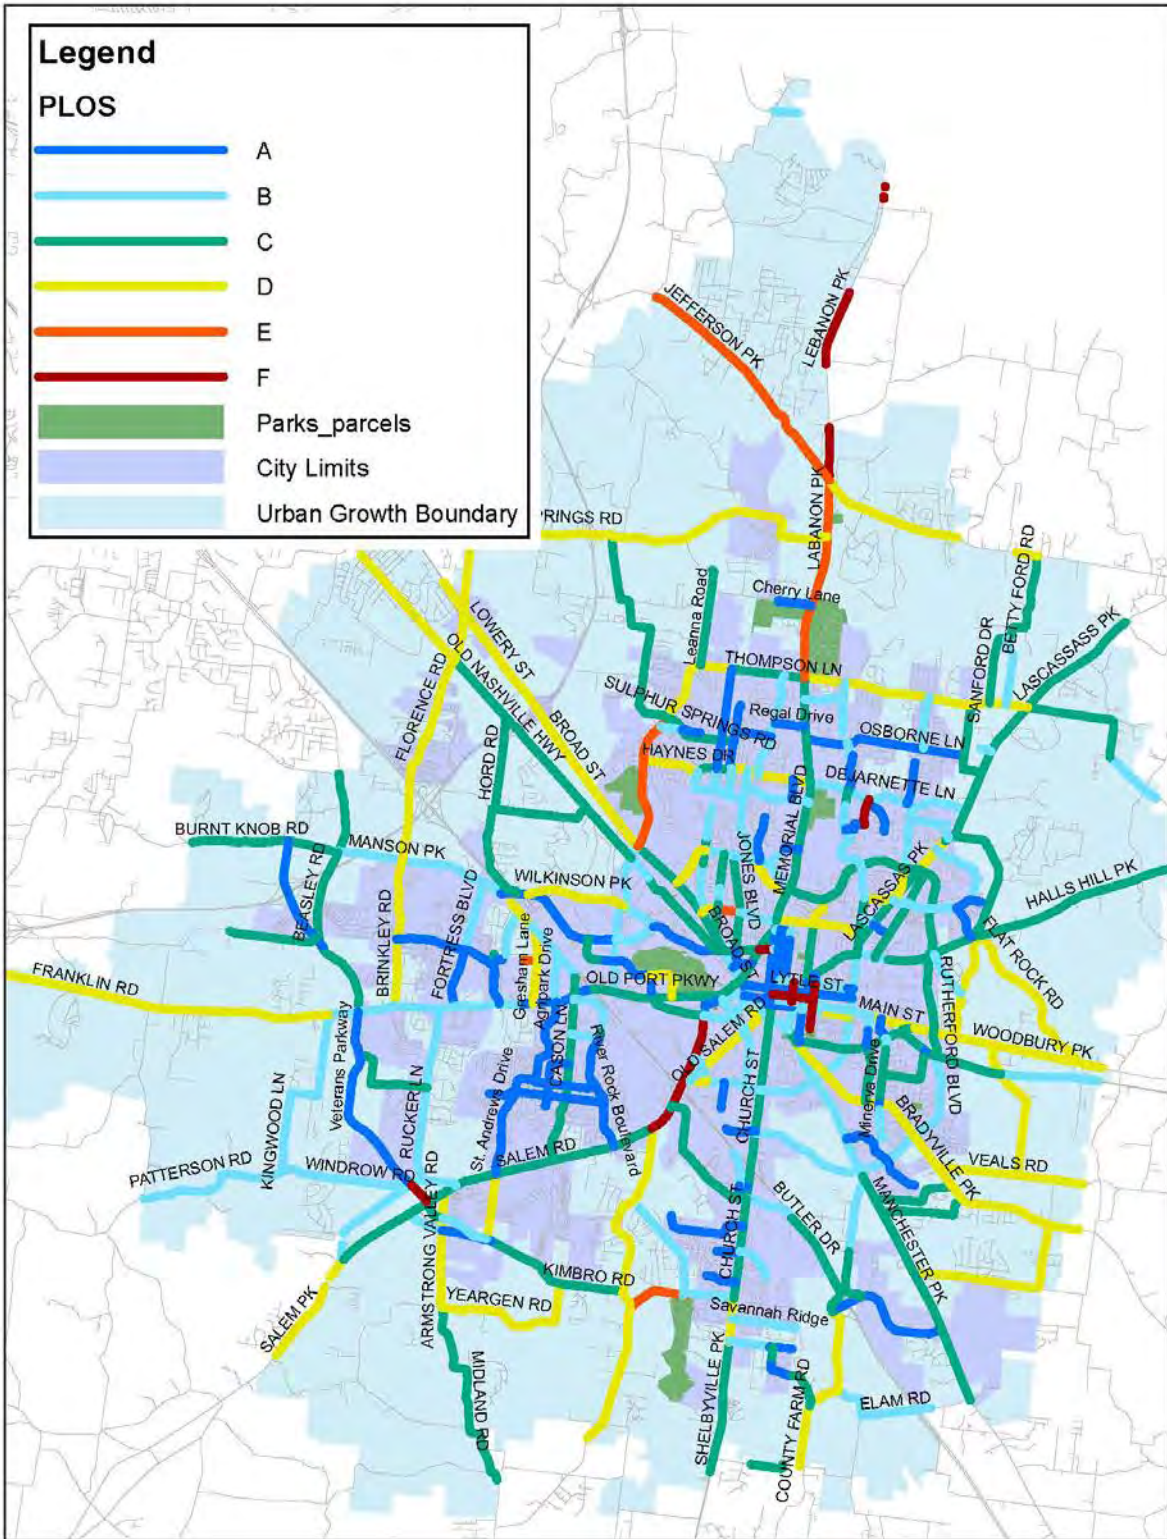 Legend
PLOS
A
B
C
D
E
F
Parks_parcels
City Limits
Urban Growth Boundary
JEFFERSON PK
LEBANON PK
PRINGS RD
LABANON PK
Cherry Lane
Leanna Road
BETTY FORD RD
SANFORD DR
LASCASSASS PK
THOMPSON LN
LOWERY ST
OLD NASHVILLE HWY
FLORENCE RD
BROAD ST
SULPHUR SPRINGS RD
Regal Drive
OSBORNE LN
HORD RD
HAYNES DR
DEJARNETTE LN
MEMORIAL BLVD
BURNT KNOB RD
MANSON PK
BEASLEY RD
WILKINSON PK
JONES BLVD
LASCASSAS PK
HALLS HILL PK
BRINKLEY RD
FORTRESS BLVD
Gresham Lane
Agripark Drive
BROAD ST
FLAT ROCK RD
FRANKLIN RD
OLD FORT PKWY
LYTLE ST
MAIN ST
RUTHERFORD BLVD
WOODBURY PK
Veterans Parkway
CASON LN
River Rock Boulevard
OLD SALEM RD
CHURCH ST
Minerva Drive
KINGWOOD LN
RUCKER LN
St. Andrews Drive
BRADYVILLE PK
PATTERSON RD
WINDROW RD
SALEM RD
VEALS RD
ARMSTRONG VALLEY RD
CHURCH ST
BUTLER DR
MANCHESTER PK
KIMBRO RD
YEARGEN RD
SALEM PK
Savannah Ridge
MIDLAND RD
SHELBYVILLE PK
COUNTY FARM RD
ELAM RD